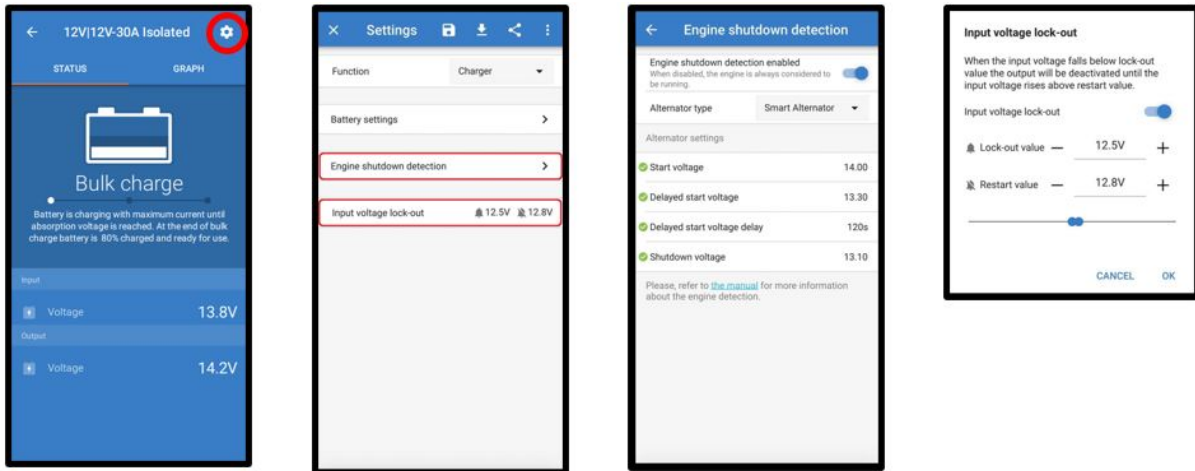 12V|12V-30A Isolated
STATUS GRAPH
Bulk charge
Battery is charging with maximum current until
absorption voltage is reached. At the end of bulk
charge battery is 80% charged and ready for use.
Input
Voltage 13.8V
Output
Voltage 14.2V
Settings
Function Charger
Battery settings
Engine shutdown detection
Input voltage lock-out 12.5V 12.8V
Engine shutdown detection
Engine shutdown detection enabled
When disabled, the engine is always considered to
be running.
Alternator type Smart Alternator
Alternator settings
Start voltage 14.00
Delayed start voltage 13.30
Delayed start voltage delay 120s
Shutdown voltage 13.10
Please, refer to the manual for more information
about the engine detection.
Input voltage lock-out
When the input voltage falls below lock-out
value the output will be deactivated until the
input voltage rises above restart value.
Input voltage lock-out
Lock-out value — 12.5V +
Restart value — 12.8V +
CANCEL OK